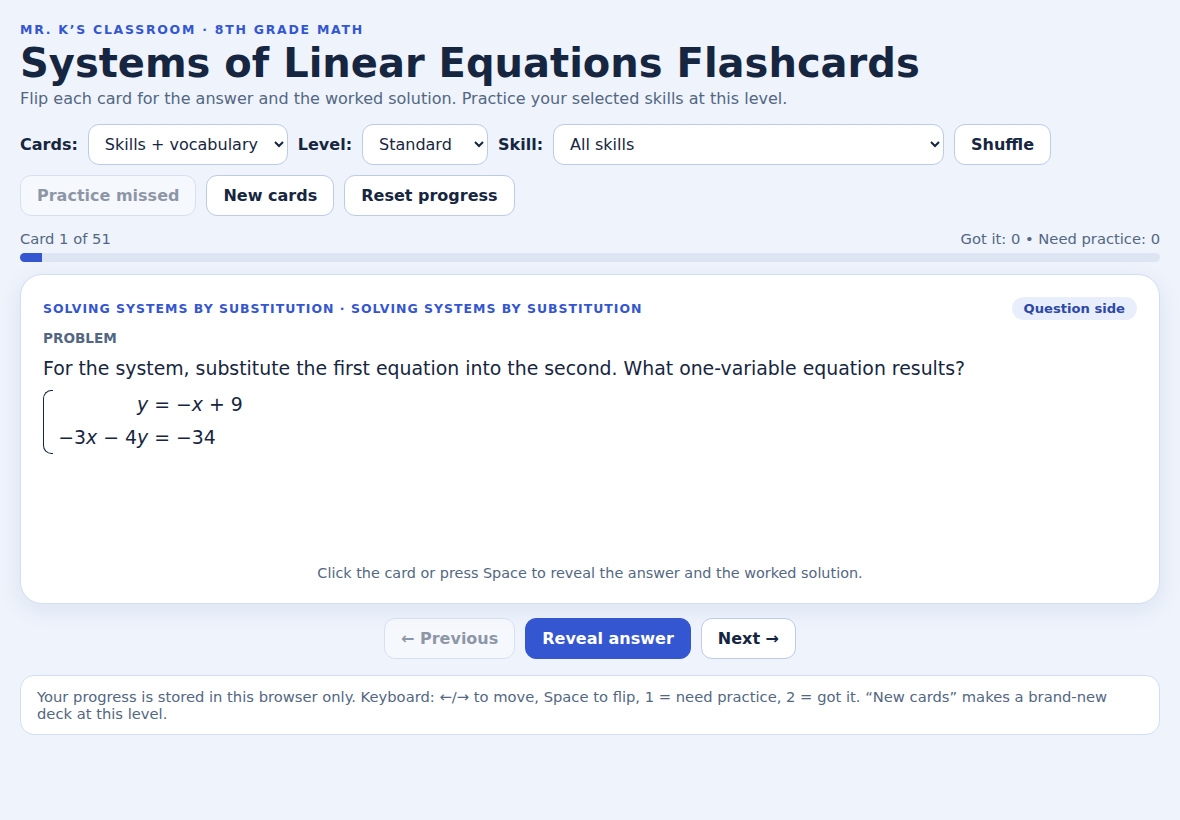 MR. K’S CLASSROOM · 8TH GRADE MATH
Systems of Linear Equations Flashcards
Flip each card for the answer and the worked solution. Practice your selected skills at this level.
Cards: Skills + vocabulary Level: Standard Skill: All skills Shuffle
Practice missed New cards Reset progress
Card 1 of 51 Got it: 0 • Need practice: 0
SOLVING SYSTEMS BY SUBSTITUTION · SOLVING SYSTEMS BY SUBSTITUTION Question side
PROBLEM
For the system, substitute the first equation into the second. What one-variable equation results?
y = −x + 9
−3x − 4y = −34
Click the card or press Space to reveal the answer and the worked solution.
← Previous Reveal answer Next →
Your progress is stored in this browser only. Keyboard: ←/→ to move, Space to flip, 1 = need practice, 2 = got it. “New cards” makes a brand-new
deck at this level.